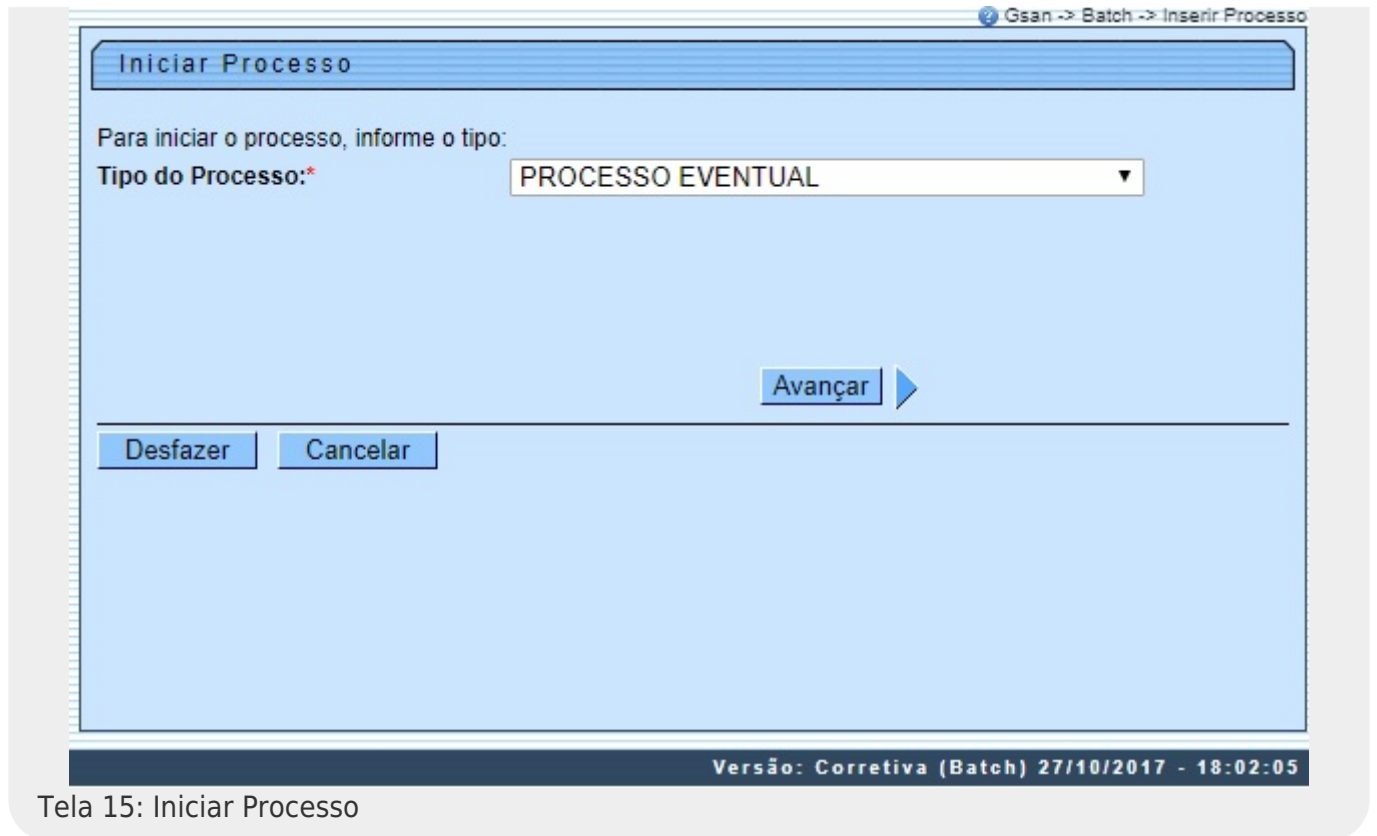 Gsan -> Batch -> Inserir Processo
Iniciar Processo
Para iniciar o processo, informe o tipo:
Tipo do Processo:* PROCESSO EVENTUAL
Avançar
Desfazer Cancelar
Versão: Corretiva (Batch) 27/10/2017 - 18:02:05
Tela 15: Iniciar Processo